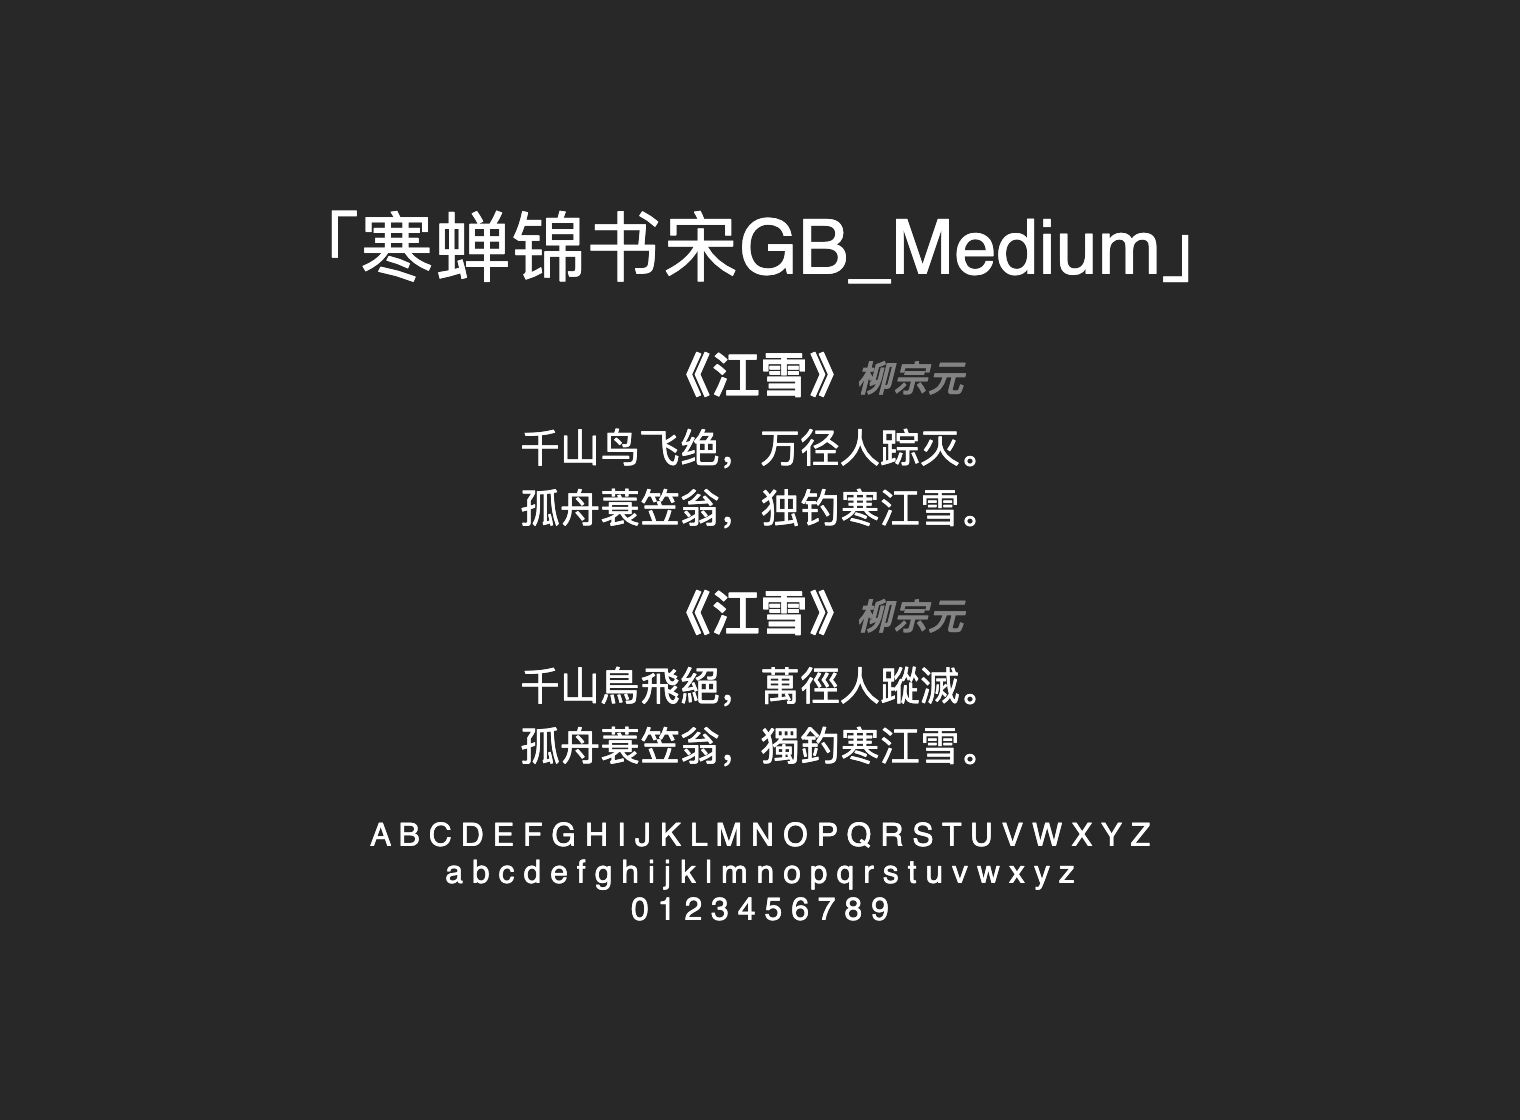 「寒蝉锦书宋GB_Medium」
《江雪》 柳宗元
千山鸟飞绝，万径人踪灭。
孤舟蓑笠翁，独钓寒江雪。
《江雪》 柳宗元
千山鳥飛絕，萬徑人蹤滅。
孤舟蓑笠翁，獨釣寒江雪。
A B C D E F G H I J K L M N O P Q R S T U V W X Y Z
a b c d e f g h i j k l m n o p q r s t u v w x y z
0 1 2 3 4 5 6 7 8 9